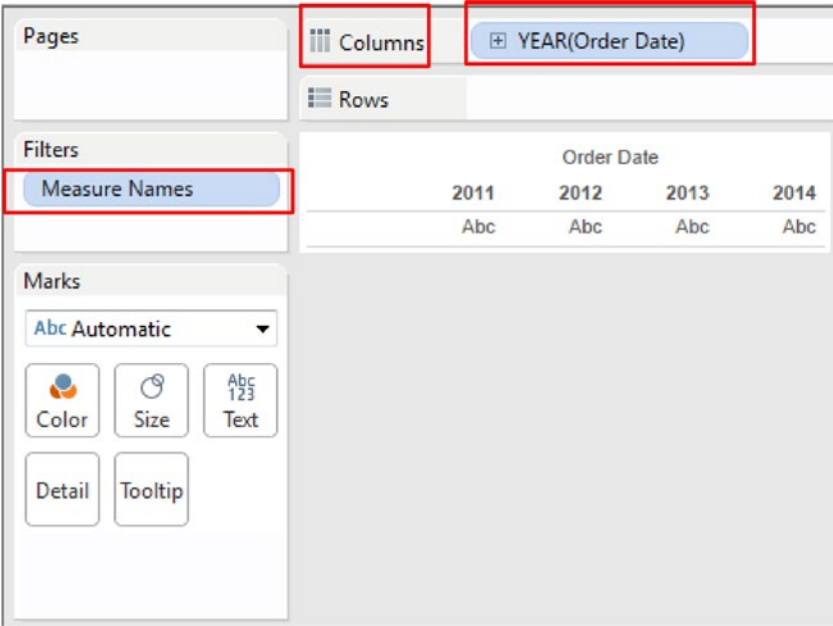 Pages
Columns
YEAR(Order Date)
Rows
Filters
Measure Names
Order Date
2011 2012 2013 2014
Abc Abc Abc Abc
Marks
Abc Automatic
Color
Size
Abc
123
Text
Detail
Tooltip